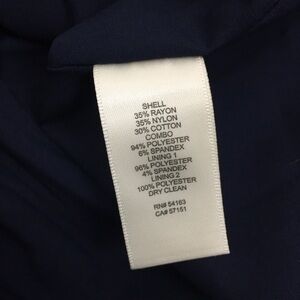 SHELL
35% RAYON
35% NYLON
30% COTTON
COMBO
94% POLYESTER
6% SPANDEX
LINING 1
96% POLYESTER
4% SPANDEX
LINING 2
100% POLYESTER
DRY CLEAN
RN# 54163
CA# 57151